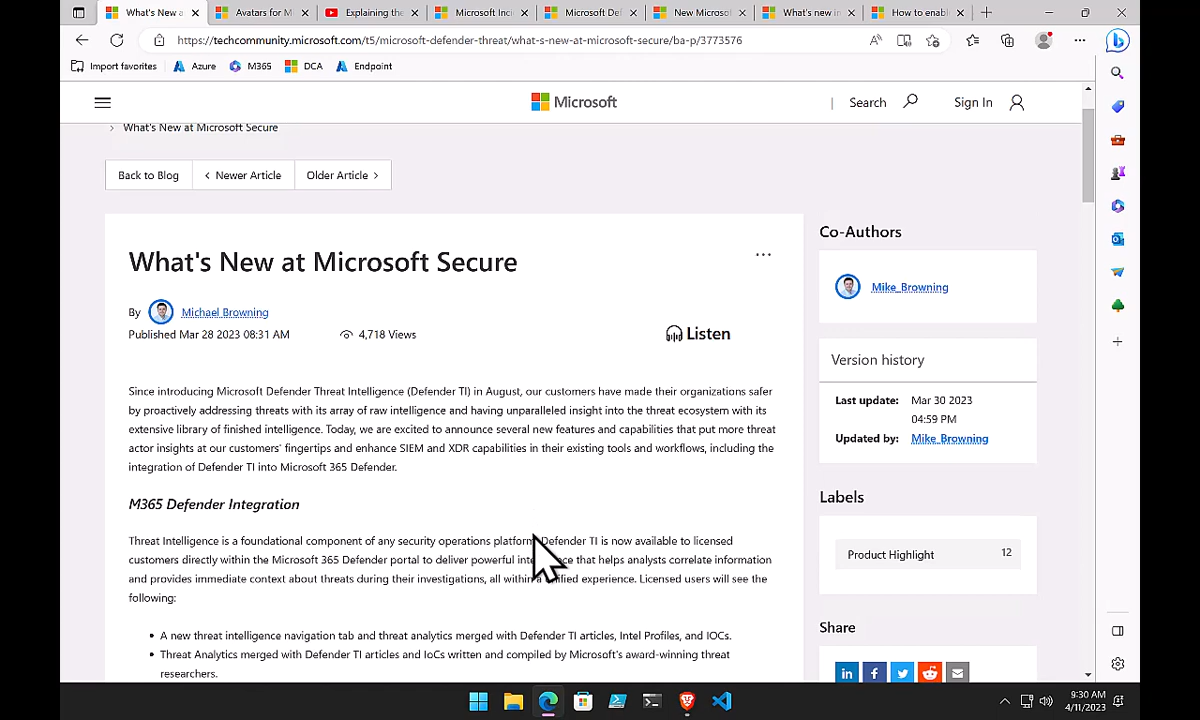 What's New a
Avatars for M
Explaining the
Microsoft Inci
Microsoft Def
New Microsof
What's new in
How to enabl
https://techcommunity.microsoft.com/t5/microsoft-defender-threat/what-s-new-at-microsoft-secure/ba-p/3773576
Import favorites
Azure
M365
DCA
Endpoint
Microsoft
Search
Sign In
> What's New at Microsoft Secure
Back to Blog
< Newer Article
Older Article >
What's New at Microsoft Secure
By Michael Browning
Published Mar 28 2023 08:31 AM
4,718 Views
Listen
Since introducing Microsoft Defender Threat Intelligence (Defender TI) in August, our customers have made their organizations safer
by proactively addressing threats with its array of raw intelligence and having unparalleled insight into the threat ecosystem with its
extensive library of finished intelligence. Today, we are excited to announce several new features and capabilities that put more threat
actor insights at our customers' fingertips and enhance SIEM and XDR capabilities in their existing tools and workflows, including the
integration of Defender TI into Microsoft 365 Defender.
M365 Defender Integration
Threat Intelligence is a foundational component of any security operations platform. Defender TI is now available to licensed
customers directly within the Microsoft 365 Defender portal to deliver powerful that helps analysts correlate information
and provides immediate context about threats during their investigations, all within a unified experience. Licensed users will see the
following:
• A new threat intelligence navigation tab and threat analytics merged with Defender TI articles, Intel Profiles, and IOCs.
• Threat Analytics merged with Defender TI articles and IoCs written and compiled by Microsoft's award-winning threat
researchers.
Co-Authors
Mike_Browning
Version history
Last update: Mar 30 2023
04:59 PM
Updated by: Mike_Browning
Labels
Product Highlight 12
Share
9:30 AM
4/11/2023